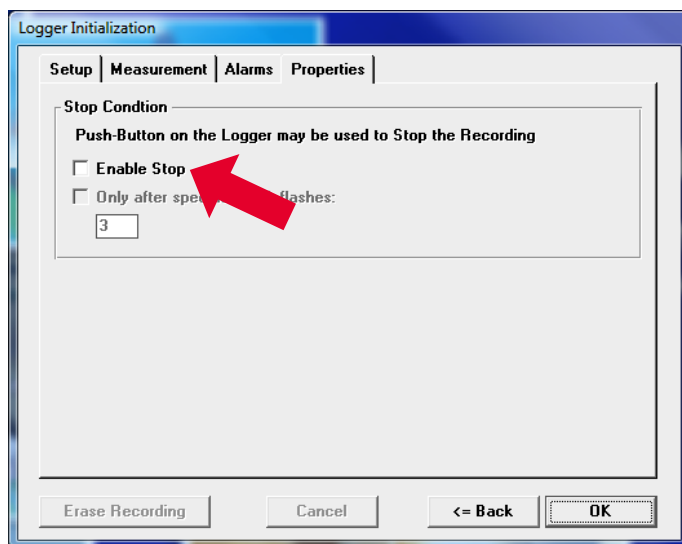 Logger Initialization
Setup Measurement Alarms Properties
Stop Condtion
Push-Button on the Logger may be used to Stop the Recording
Enable Stop
Only after flashes:
3
Erase Recording Cancel <= Back OK